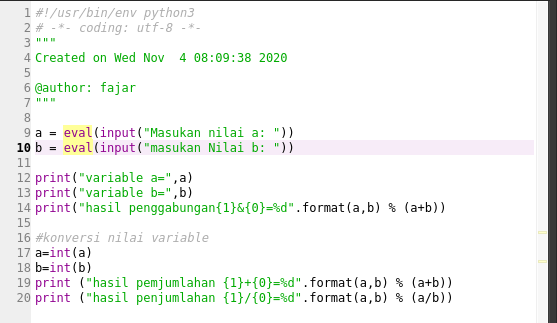 1 #!/usr/bin/env python3
2 # -*- coding: utf-8 -*-
3 """
4 Created on Wed Nov  4 08:09:38 2020
5
6 @author: fajar
7 """
8
9 a = eval(input("Masukan nilai a: "))
10 b = eval(input("masukan Nilai b: "))
11
12 print("variable a=",a)
13 print("variable b=",b)
14 print("hasil penggabungan{1}&{0}=%d".format(a,b) % (a+b))
15
16 #konversi nilai variable
17 a=int(a)
18 b=int(b)
19 print ("hasil pemjumlahan {1}+{0}=%d".format(a,b) % (a+b))
20 print ("hasil penjumlahan {1}/{0}=%d".format(a,b) % (a/b))